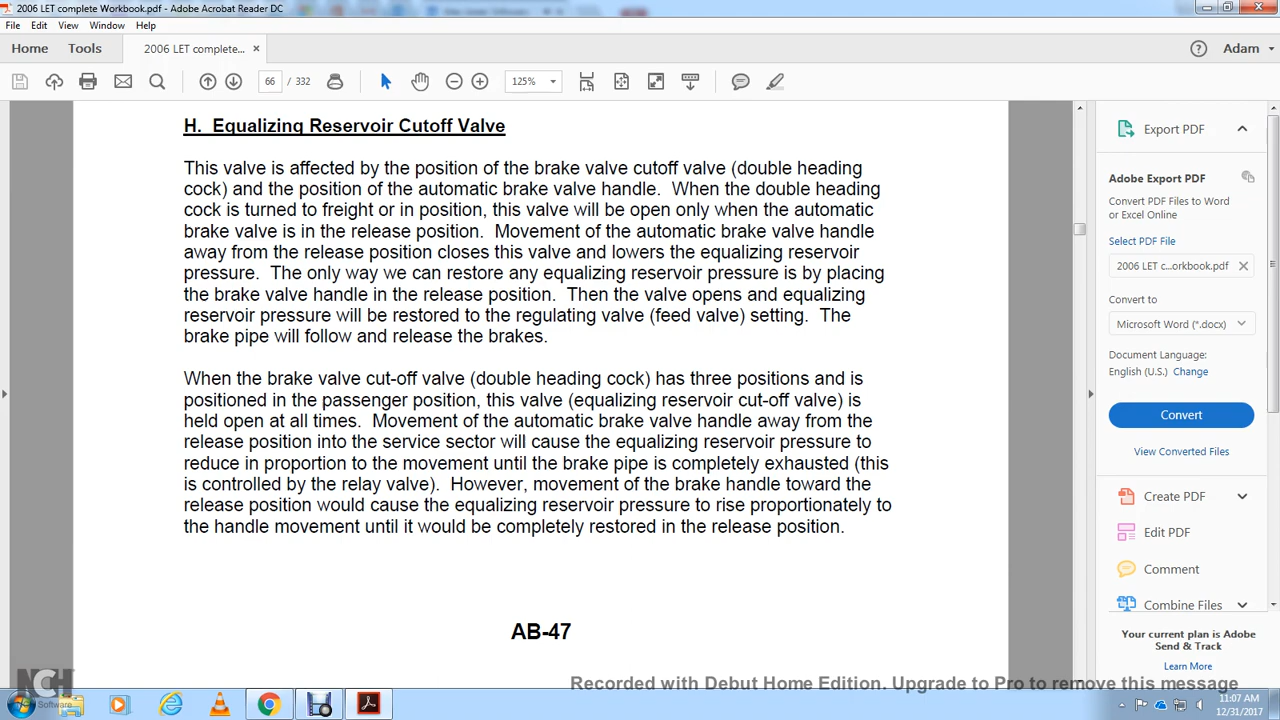 2006 LET complete Workbook.pdf - Adobe Acrobat Reader DC
File Edit View Window Help
Home Tools 2006 LET complete... × Adam
66 / 332 125%
H. Equalizing Reservoir Cutoff Valve
This valve is affected by the position of the brake valve cutoff valve (double heading
cock) and the position of the automatic brake valve handle. When the double heading
cock is turned to freight or in position, this valve will be open only when the automatic
brake valve is in the release position. Movement of the automatic brake valve handle
away from the release position closes this valve and lowers the equalizing reservoir
pressure. The only way we can restore any equalizing reservoir pressure is by placing
the brake valve handle in the release position. Then the valve opens and equalizing
reservoir pressure will be restored to the regulating valve (feed valve) setting. The
brake pipe will follow and release the brakes.
When the brake valve cut-off valve (double heading cock) has three positions and is
positioned in the passenger position, this valve (equalizing reservoir cut-off valve) is
held open at all times. Movement of the automatic brake valve handle away from the
release position into the service sector will cause the equalizing reservoir pressure to
reduce in proportion to the movement until the brake pipe is completely exhausted (this
is controlled by the relay valve). However, movement of the brake handle toward the
release position would cause the equalizing reservoir pressure to rise proportionately to
the handle movement until it would be completely restored in the release position.
AB-47
Export PDF
Adobe Export PDF
Convert PDF Files to Word
or Excel Online
Select PDF File
2006 LET c...orkbook.pdf
Convert to
Microsoft Word (*.docx)
Document Language:
English (U.S.) Change
Convert
View Converted Files
Create PDF
Edit PDF
Comment
Combine Files
Your current plan is Adobe
Send & Track
Learn More
NCH
Software
Recorded with Debut Home Edition. Upgrade to Pro to remove this message
11:07 AM
12/31/2017